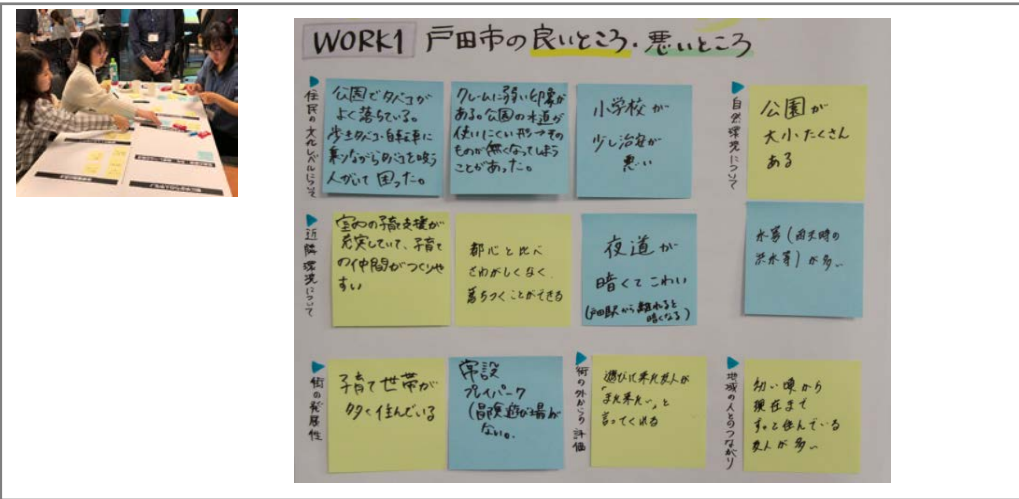 WORK1 戸田市の良いところ・悪いところ
住民の文化レベルについて
公園でタバコが
よく落ちている。
歩きタバコ・自転車に
乗りながらタバコを吸う
人がいて困った。
クレームに弱い印象が
ある。公園の水道が
使いにくい形→その
ものが無くなってしまう
ことがあった。
小学校が
少し治安が
悪い
自然環境について
公園が
大小たくさん
ある
水害(雨天時の
洪水等)が多い
近隣環境について
室内の子育支援が
充実していて、子育て
の仲間がつくりや
すい
都心と比べ
さわがしくなく
落ちつくことができる
夜道が
暗くてこわい
(戸田駅から離れると
暗くなる)
街の発展性
子育て世帯が
多く住んでいる
常設
プレイパーク
(冒険遊び場が
ない。
街の外からの評価
遊びに来た友人が
「また来たい」と
言ってくれる
地域の人とのつながり
幼い頃から
現在まで
ずっと住んでいる
友人が多い